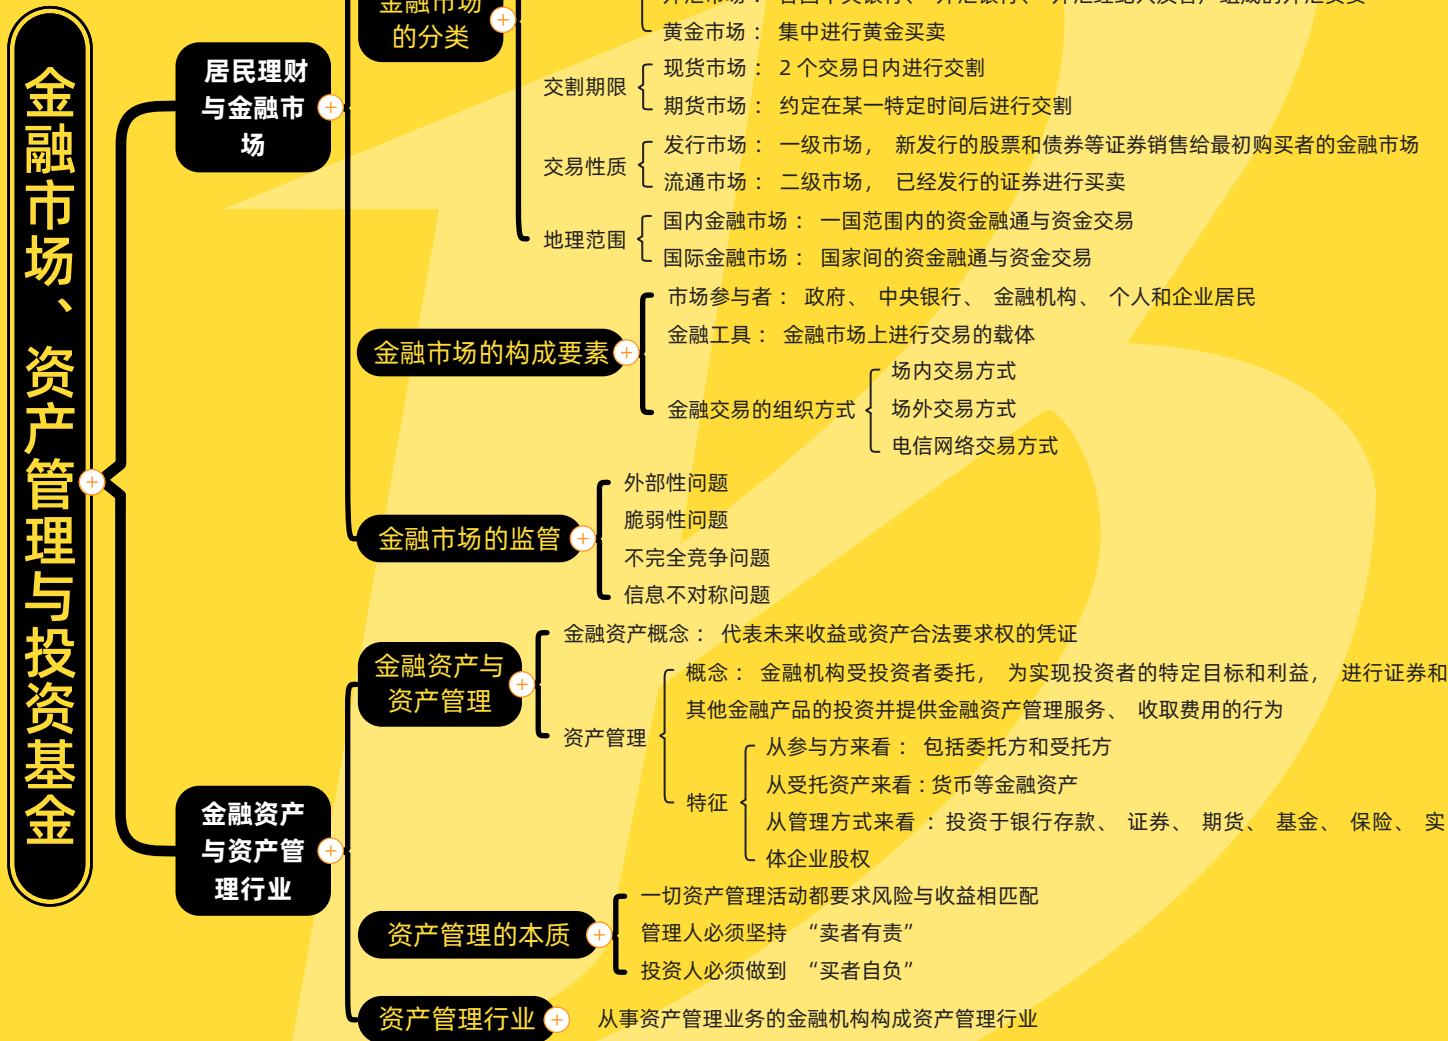 金融市场、资产管理与投资基金
居民理财
与金融市
场
金融市场
的分类
黄金市场： 集中进行黄金买卖
交割期限
现货市场： 2个交易日内进行交割
期货市场： 约定在某一特定时间后进行交割
交易性质
发行市场： 一级市场， 新发行的股票和债券等证券销售给最初购买者的金融市场
流通市场： 二级市场， 已经发行的证券进行买卖
地理范围
国内金融市场： 一国范围内的资金融通与资金交易
国际金融市场： 国家间的资金融通与资金交易
金融市场的构成要素
市场参与者： 政府、 中央银行、 金融机构、 个人和企业居民
金融工具： 金融市场上进行交易的载体
金融交易的组织方式
场内交易方式
场外交易方式
电信网络交易方式
金融市场的监管
外部性问题
脆弱性问题
不完全竞争问题
信息不对称问题
金融资产
与资产管
理行业
金融资产与
资产管理
金融资产概念： 代表未来收益或资产合法要求权的凭证
资产管理
概念： 金融机构受投资者委托， 为实现投资者的特定目标和利益， 进行证券和
其他金融产品的投资并提供金融资产管理服务、 收取费用的行为
特征
从参与方来看： 包括委托方和受托方
从受托资产来看：货币等金融资产
从管理方式来看 ：投资于银行存款、 证券、 期货、 基金、 保险、 实
体企业股权
资产管理的本质
一切资产管理活动都要求风险与收益相匹配
管理人必须坚持 “卖者有责”
投资人必须做到 “买者自负”
资产管理行业
从事资产管理业务的金融机构构成资产管理行业